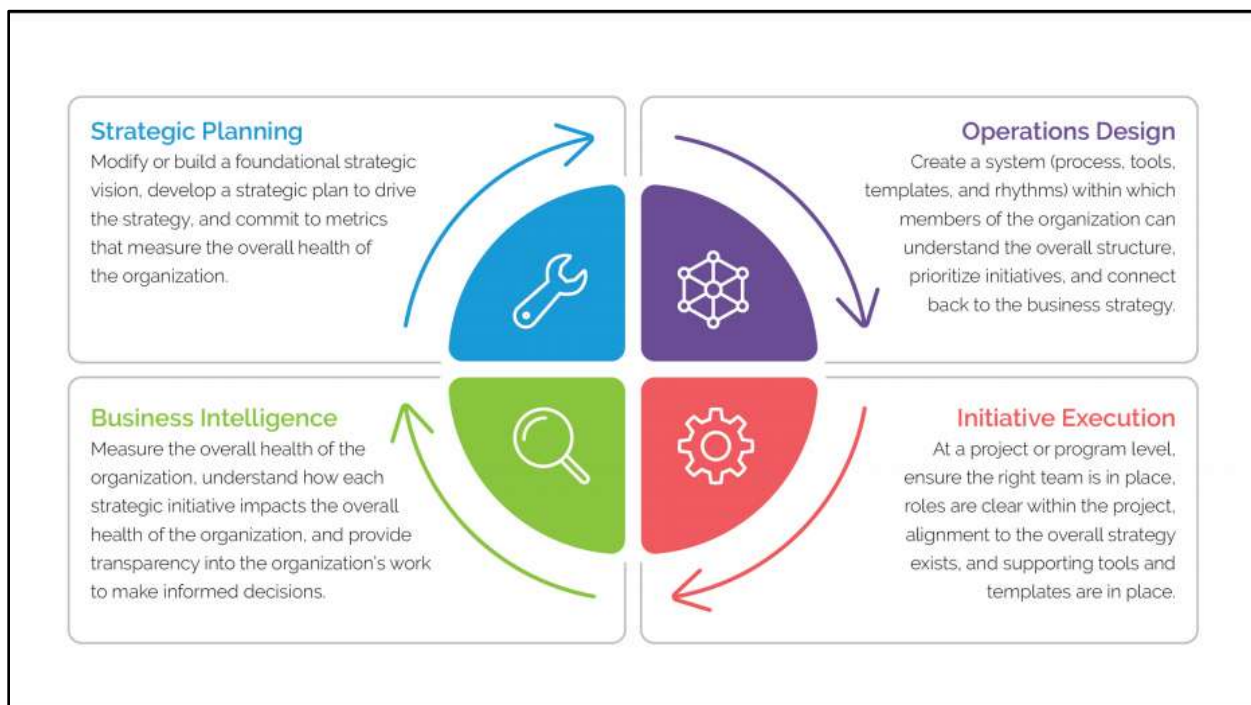 Strategic Planning
Modify or build a foundational strategic
vision, develop a strategic plan to drive
the strategy, and commit to metrics
that measure the overall health of
the organization.
Operations Design
Create a system (process, tools,
templates, and rhythms) within which
members of the organization can
understand the overall structure,
prioritize initiatives, and connect
back to the business strategy.
Business Intelligence
Measure the overall health of the
organization, understand how each
strategic initiative impacts the overall
health of the organization, and provide
transparency into the organization's work
to make informed decisions.
Initiative Execution
At a project or program level,
ensure the right team is in place,
roles are clear within the project,
alignment to the overall strategy
exists, and supporting tools and
templates are in place.